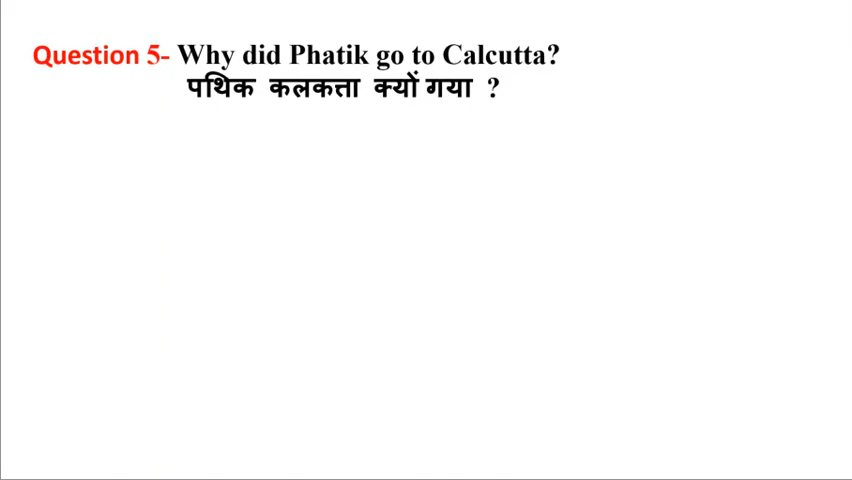 Question 5- Why did Phatik go to Calcutta?
पथिक कलकत्ता क्यों गया ?